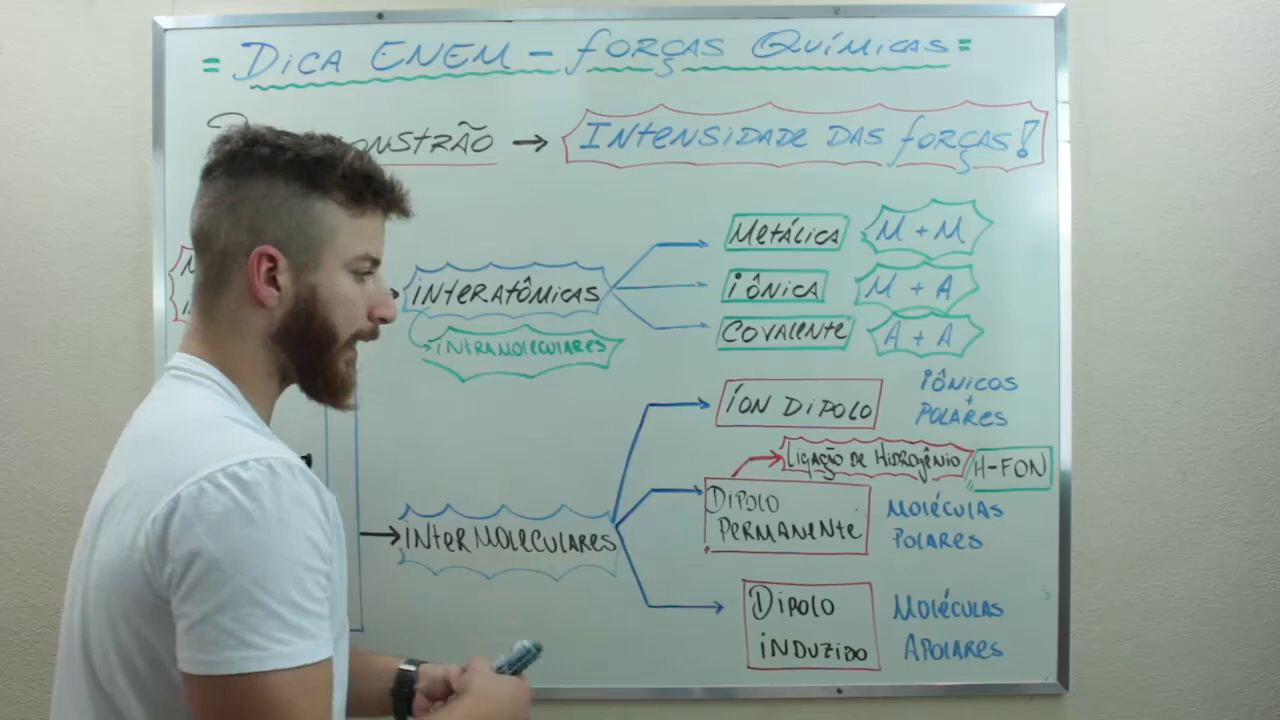 = DICA ENEM - FORÇAS QUÍMICAS =
ONSTRÃO → INTENSIDADE DAS FORÇAS!
METÁLICA M + M
INTERATÔMICAS IÔNICA M + A
COVALENTE A + A
INTRAMOLECULARES
ÍON DIPOLO IÔNICOS + POLARES
LIGAÇÃO DE HIDROGÊNIO H-FON
DIPOLO PERMANENTE MOLÉCULAS POLARES
INTERMOLECULARES
DIPOLO INDUZIDO MOLÉCULAS APOLARES